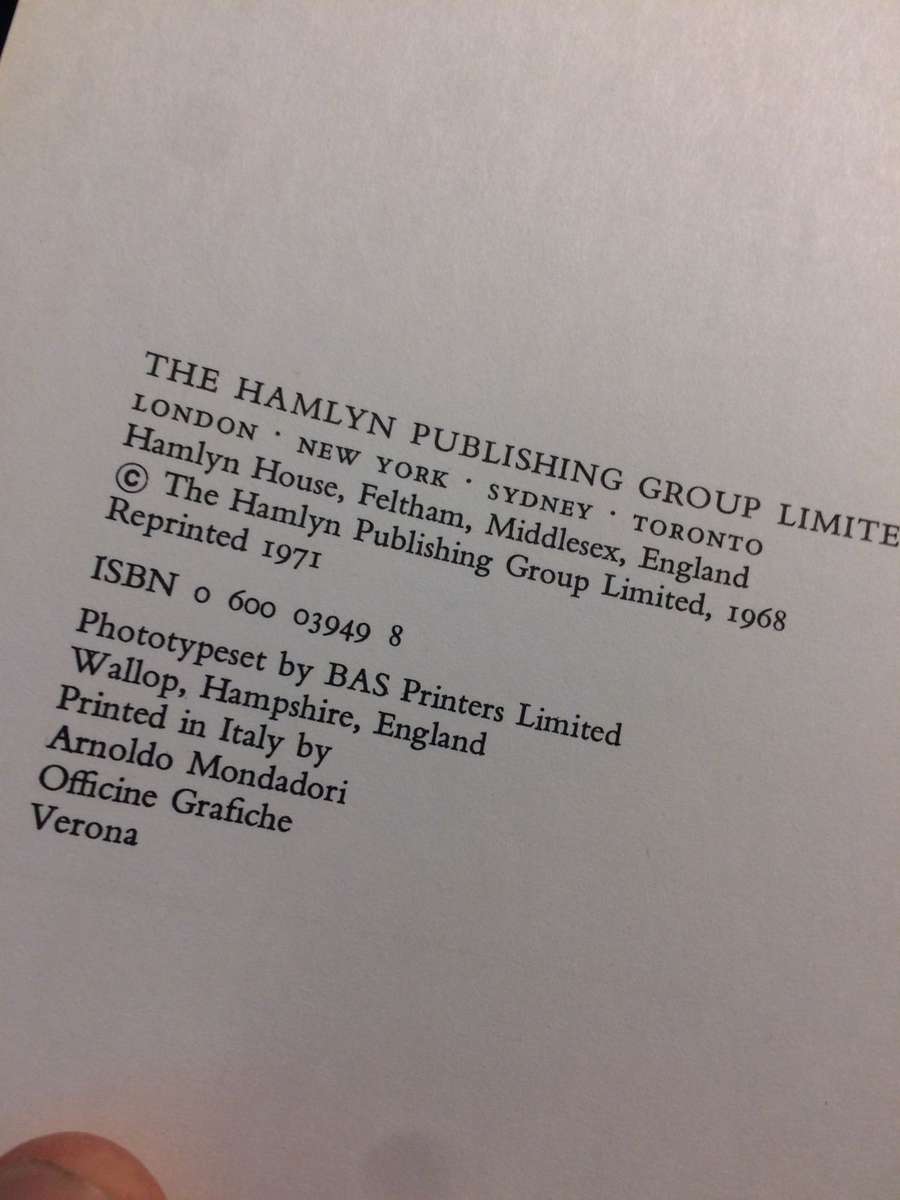 THE HAMLYN PUBLISHING GROUP LIMITE
LONDON · NEW YORK · SYDNEY · TORONTO
Hamlyn House, Feltham, Middlesex, England
© The Hamlyn Publishing Group Limited, 1968
Reprinted 1971
ISBN 0 600 03949 8
Phototypeset by BAS Printers Limited
Wallop, Hampshire, England
Printed in Italy by
Arnoldo Mondadori
Officine Grafiche
Verona